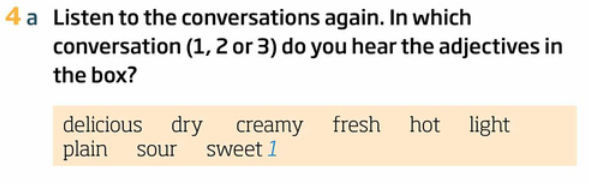 4 a Listen to the conversations again. In which
conversation (1, 2 or 3) do you hear the adjectives in
the box?
delicious dry creamy fresh hot light
plain sour sweet 1